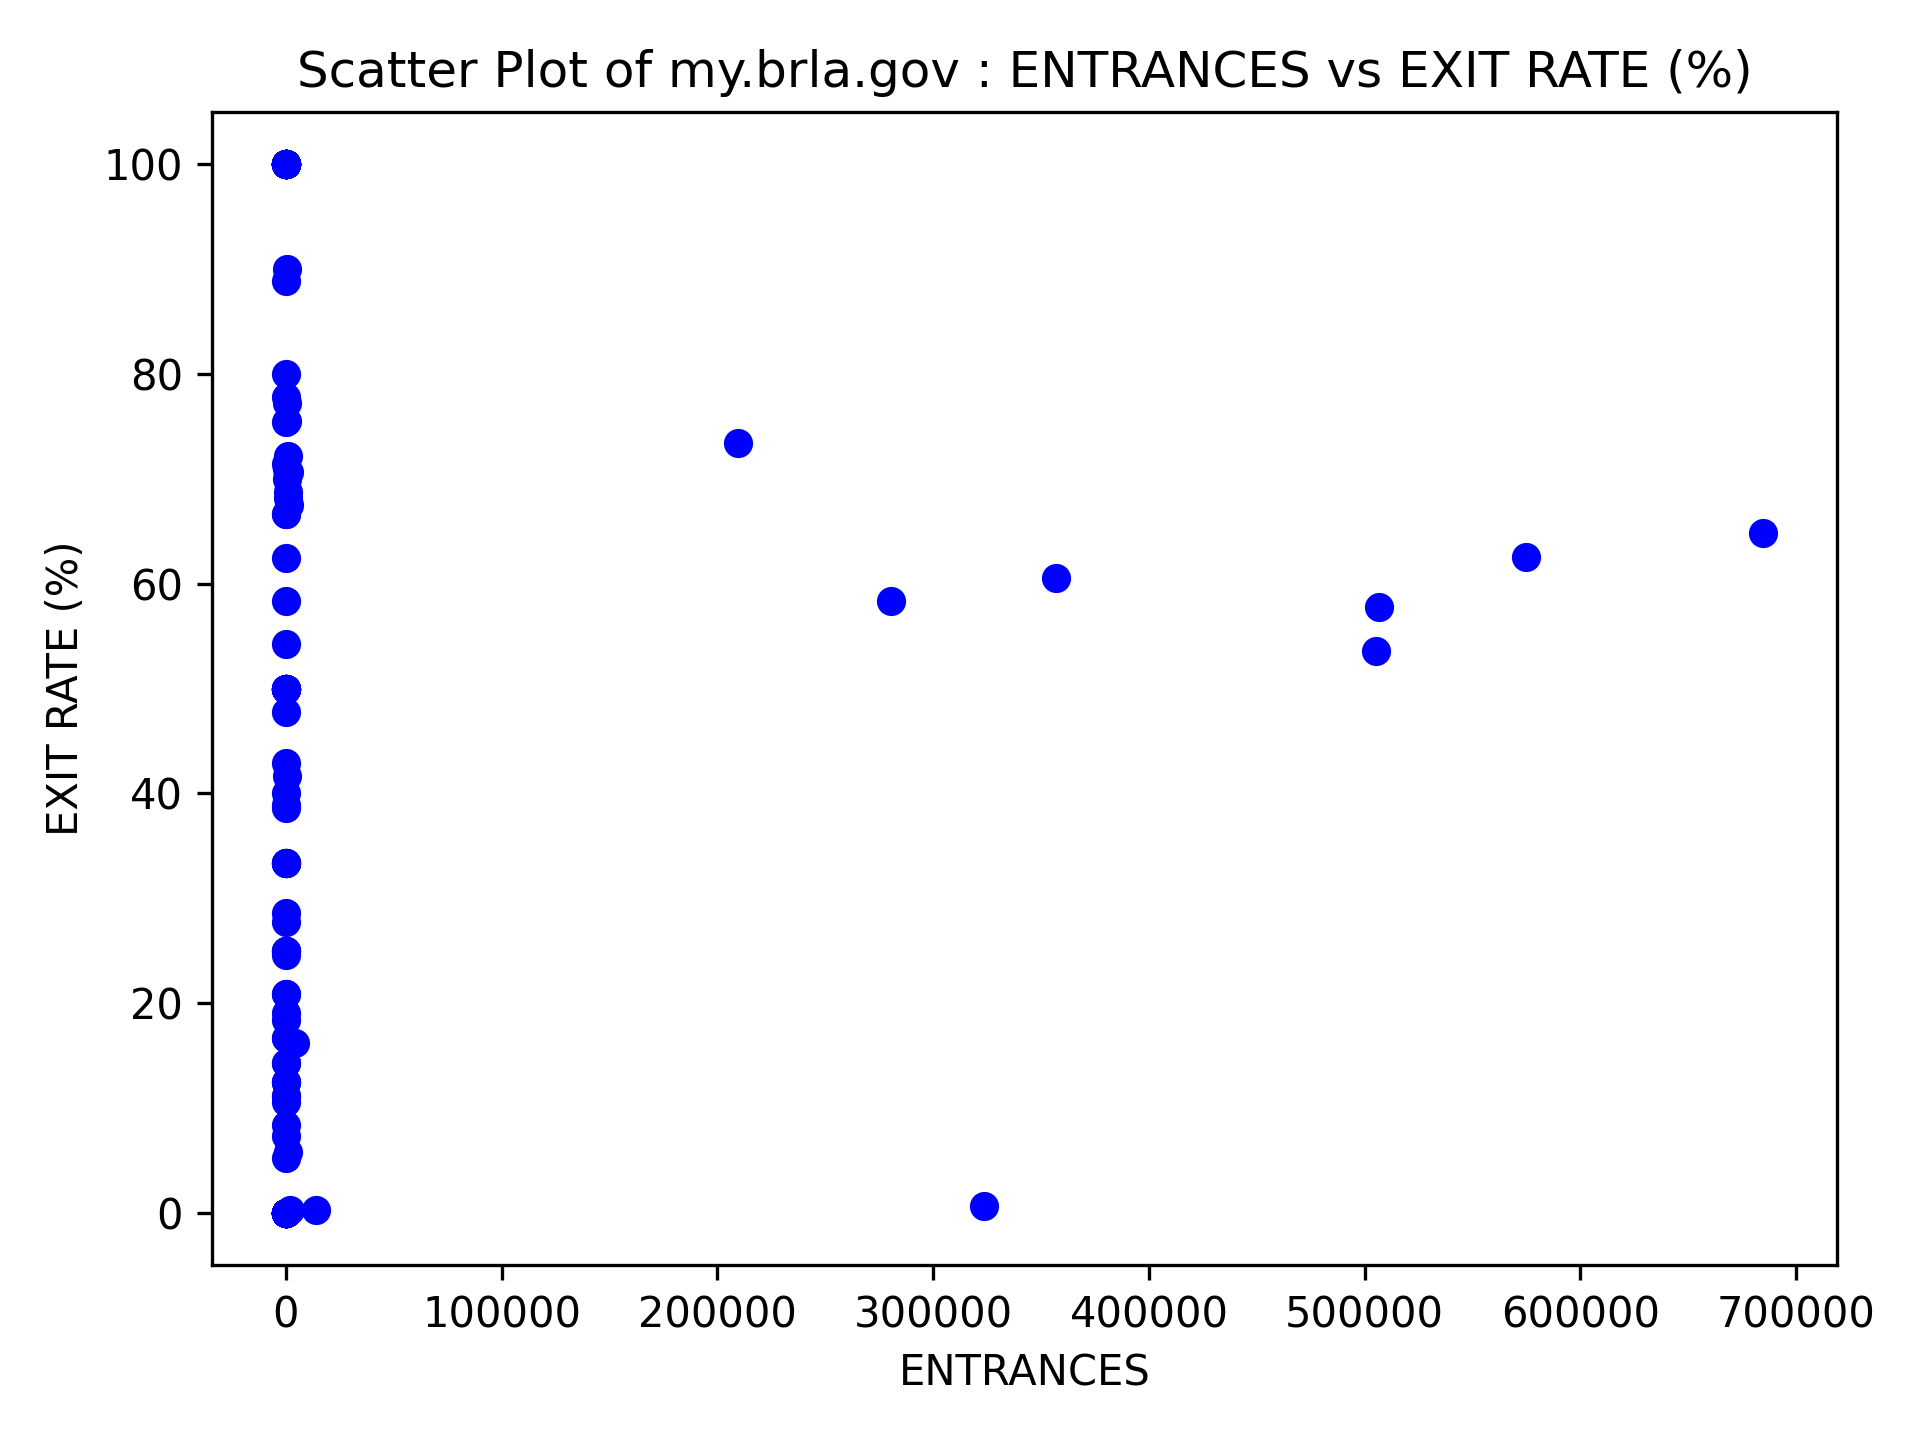 Scatter Plot of my.brla.gov : ENTRANCES vs EXIT RATE (%)
EXIT RATE (%)
100
80
60
40
20
0
0 100000 200000 300000 400000 500000 600000 700000
ENTRANCES